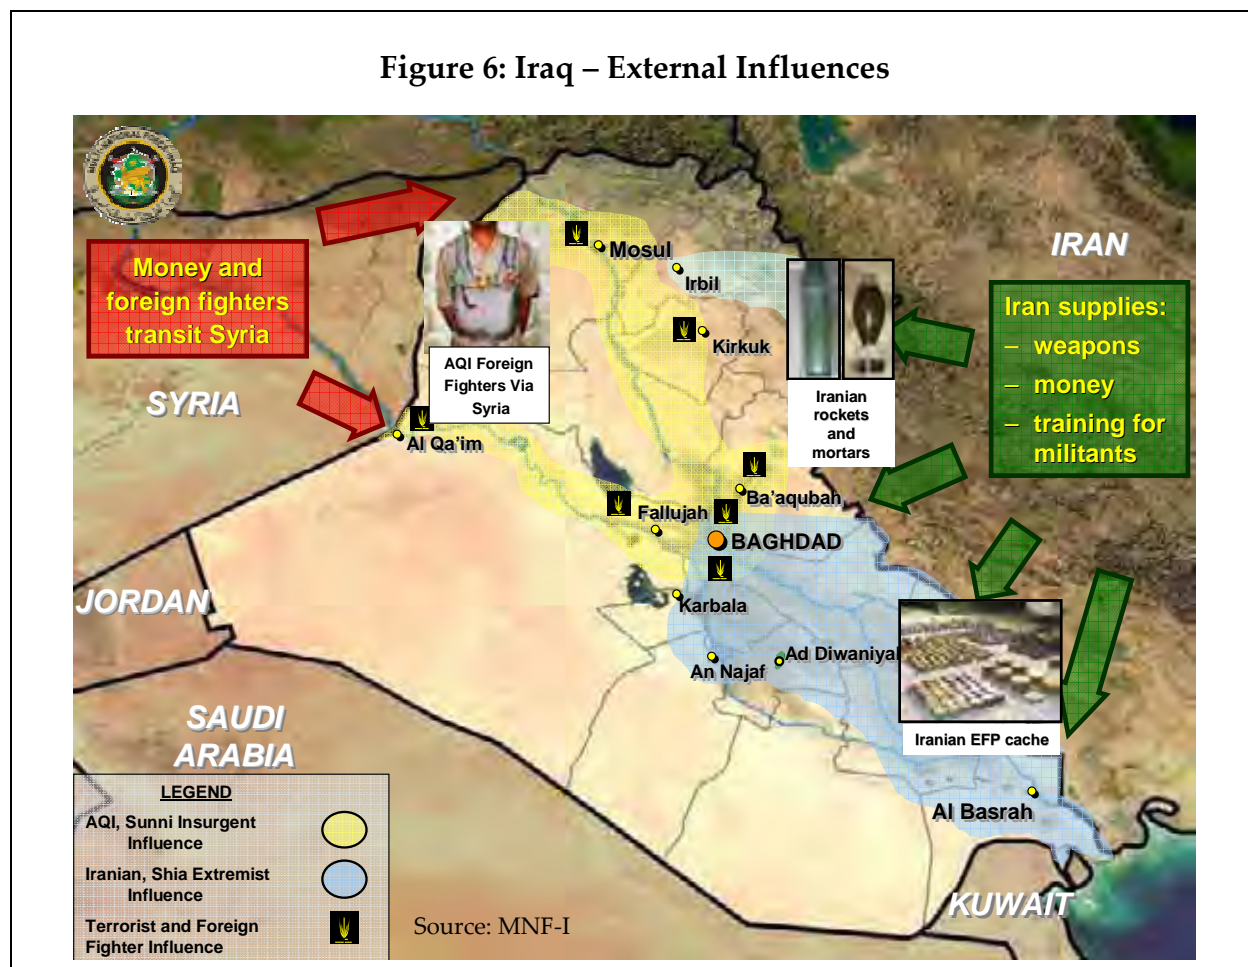 Figure 6: Iraq – External Influences
Money and
foreign fighters
transit Syria
IRAN
Iran supplies:
– weapons
– money
– training for
militants
Mosul
Irbil
Kirkuk
AQI Foreign
Fighters Via
Syria
Iranian
rockets
and
mortars
SYRIA
Al Qa'im
Ba'aqubah
Fallujah
BAGHDAD
JORDAN
Karbala
An Najaf
Ad Diwaniyah
SAUDI
ARABIA
Iranian EFP cache
Al Basrah
KUWAIT
LEGEND
AQI, Sunni Insurgent
Influence
Iranian, Shia Extremist
Influence
Terrorist and Foreign
Fighter Influence
Source: MNF-I